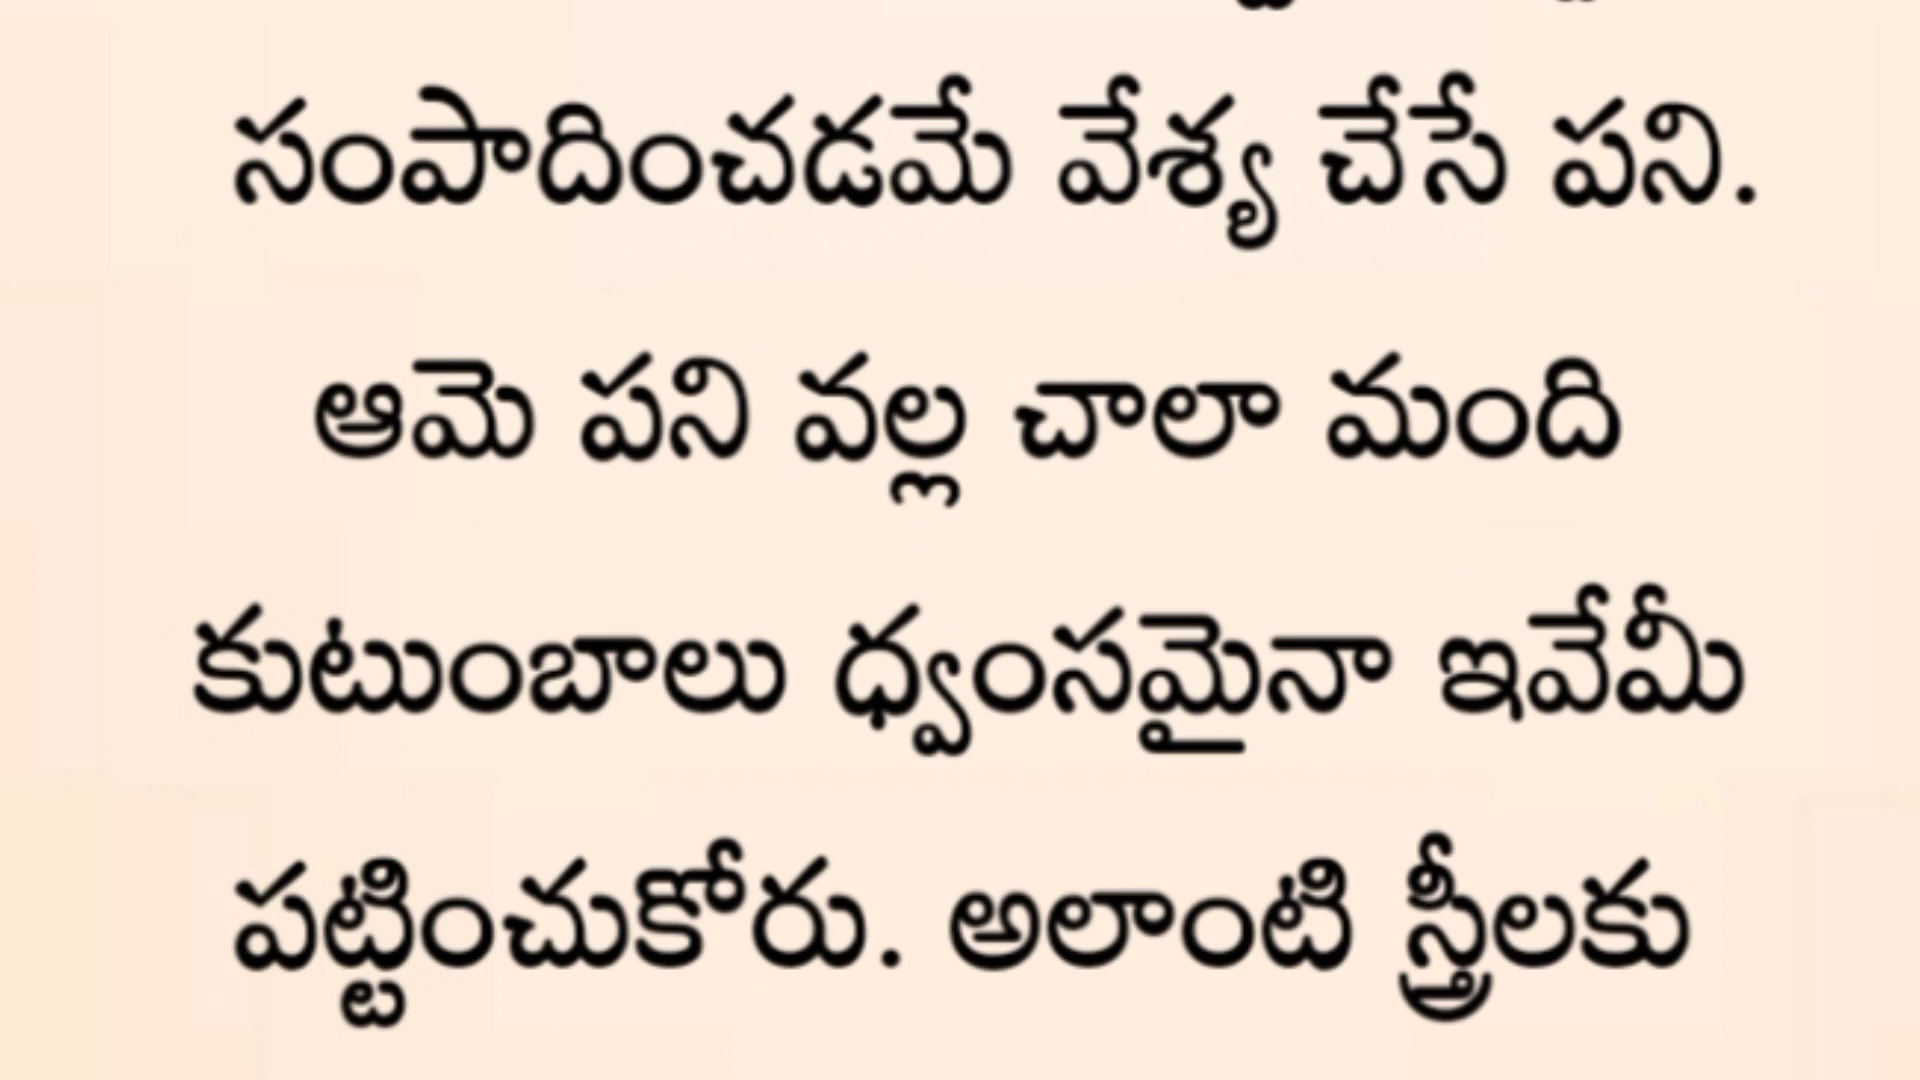 సంపాదించడమే వేశ్య చేసే పని.
ఆమె పని వల్ల చాలా మంది
కుటుంబాలు ధ్వంసమైనా ఇవేమీ
పట్టించుకోరు. అలాంటి స్త్రీలకు